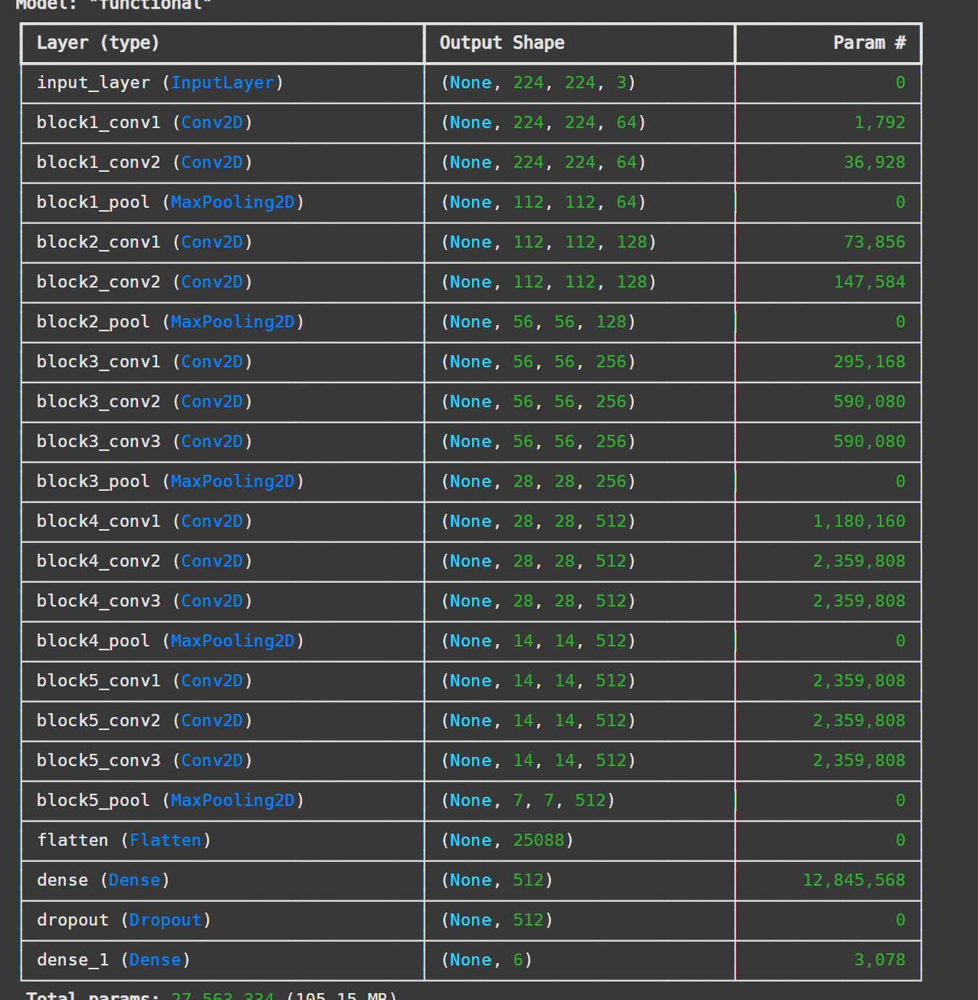 Model: "functional"
Layer (type) Output Shape Param #
input_layer (InputLayer) (None, 224, 224, 3) 0
block1_conv1 (Conv2D) (None, 224, 224, 64) 1,792
block1_conv2 (Conv2D) (None, 224, 224, 64) 36,928
block1_pool (MaxPooling2D) (None, 112, 112, 64) 0
block2_conv1 (Conv2D) (None, 112, 112, 128) 73,856
block2_conv2 (Conv2D) (None, 112, 112, 128) 147,584
block2_pool (MaxPooling2D) (None, 56, 56, 128) 0
block3_conv1 (Conv2D) (None, 56, 56, 256) 295,168
block3_conv2 (Conv2D) (None, 56, 56, 256) 590,080
block3_conv3 (Conv2D) (None, 56, 56, 256) 590,080
block3_pool (MaxPooling2D) (None, 28, 28, 256) 0
block4_conv1 (Conv2D) (None, 28, 28, 512) 1,180,160
block4_conv2 (Conv2D) (None, 28, 28, 512) 2,359,808
block4_conv3 (Conv2D) (None, 28, 28, 512) 2,359,808
block4_pool (MaxPooling2D) (None, 14, 14, 512) 0
block5_conv1 (Conv2D) (None, 14, 14, 512) 2,359,808
block5_conv2 (Conv2D) (None, 14, 14, 512) 2,359,808
block5_conv3 (Conv2D) (None, 14, 14, 512) 2,359,808
block5_pool (MaxPooling2D) (None, 7, 7, 512) 0
flatten (Flatten) (None, 25088) 0
dense (Dense) (None, 512) 12,845,568
dropout (Dropout) (None, 512) 0
dense_1 (Dense) (None, 6) 3,078
Total params: 27,563,334 (105.15 MB)